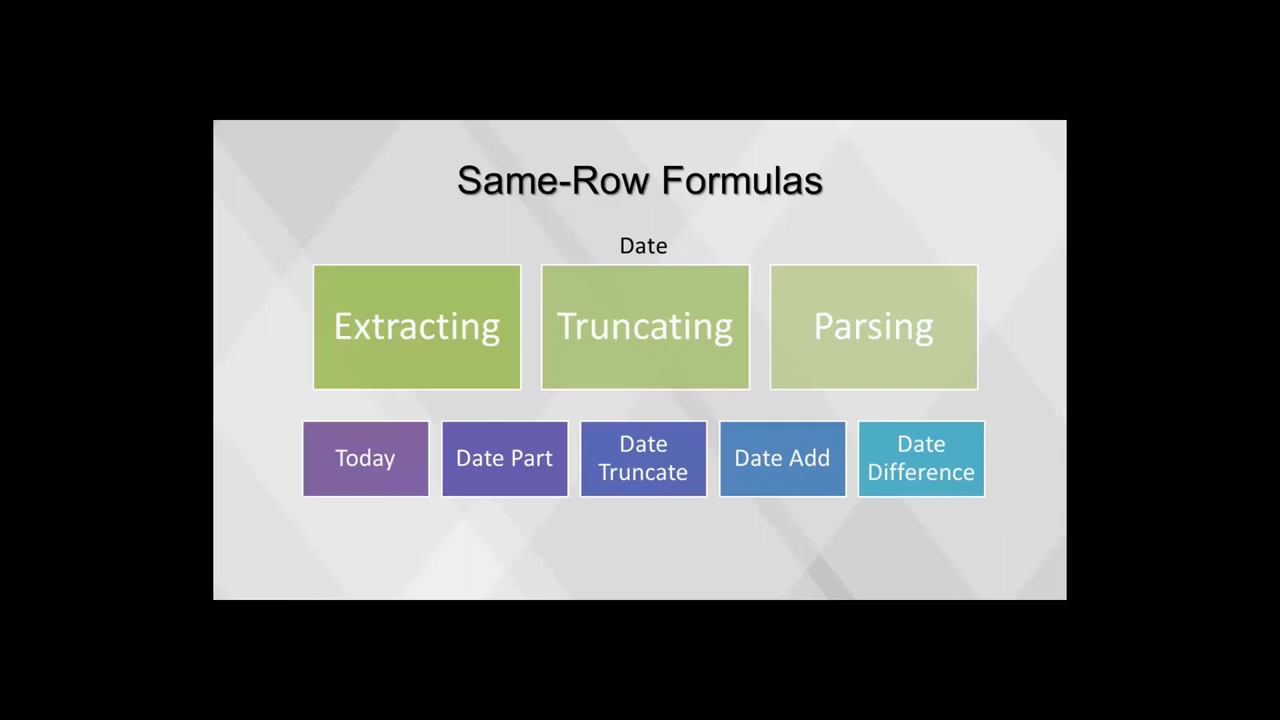 Same-Row Formulas
Date
Extracting
Truncating
Parsing
Today
Date Part
Date
Truncate
Date Add
Date
Difference